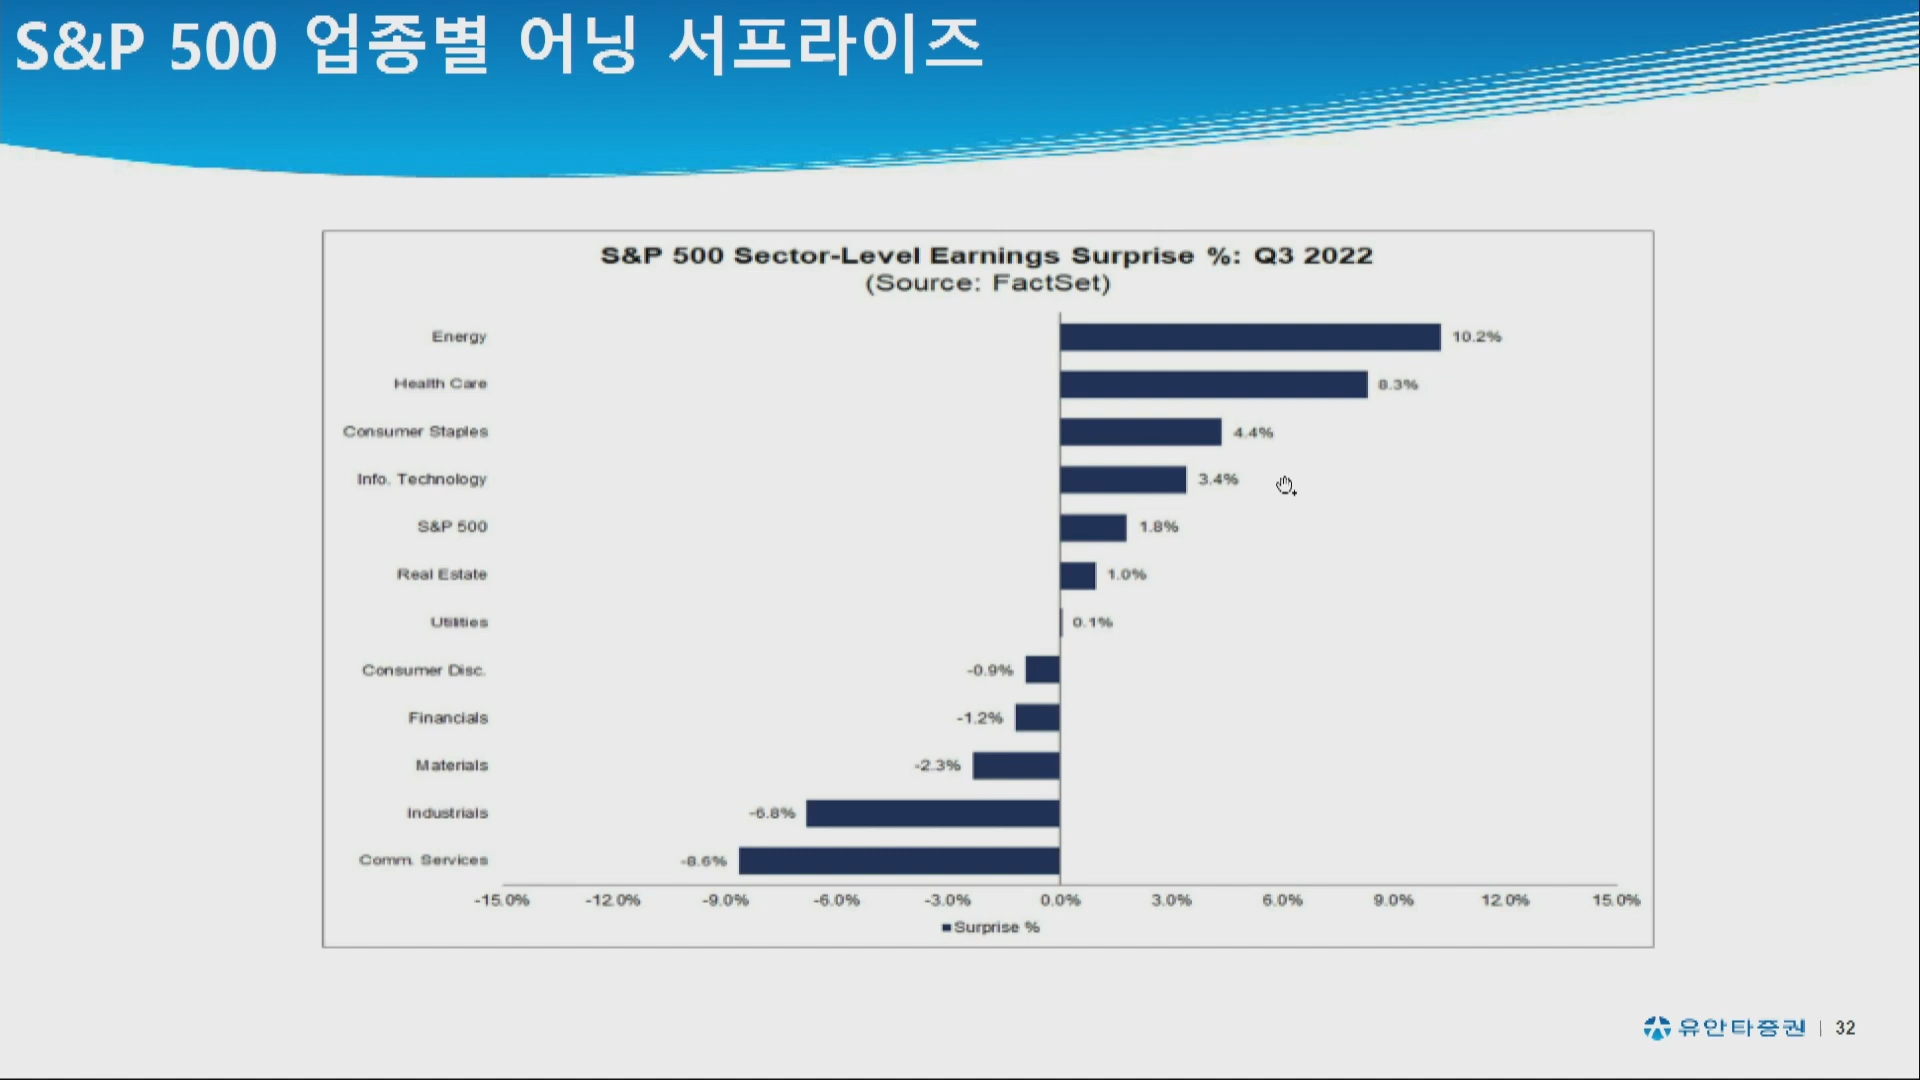 S&P 500 업종별 어닝 서프라이즈
S&P 500 Sector-Level Earnings Surprise %: Q3 2022
(Source: FactSet)
Energy 10.2%
Health Care 8.3%
Consumer Staples 4.4%
Info. Technology 3.4%
S&P 500 1.8%
Real Estate 1.0%
Utilities 0.1%
Consumer Disc. -0.9%
Financials -1.2%
Materials -2.3%
Industrials -6.8%
Comm. Services -8.6%
-15.0% -12.0% -9.0% -6.0% -3.0% 0.0% 3.0% 6.0% 9.0% 12.0% 15.0%
Surprise %
유안타증권 | 32